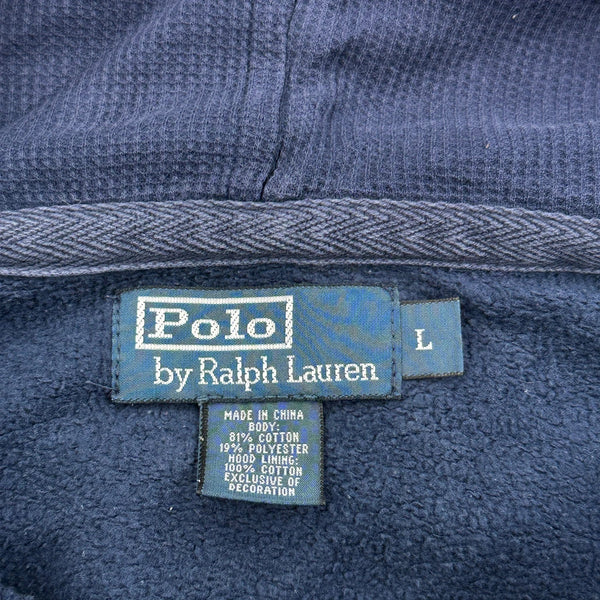 Polo
by Ralph Lauren
L
MADE IN CHINA
BODY:
81% COTTON
19% POLYESTER
HOOD LINING:
100% COTTON
EXCLUSIVE OF
DECORATION